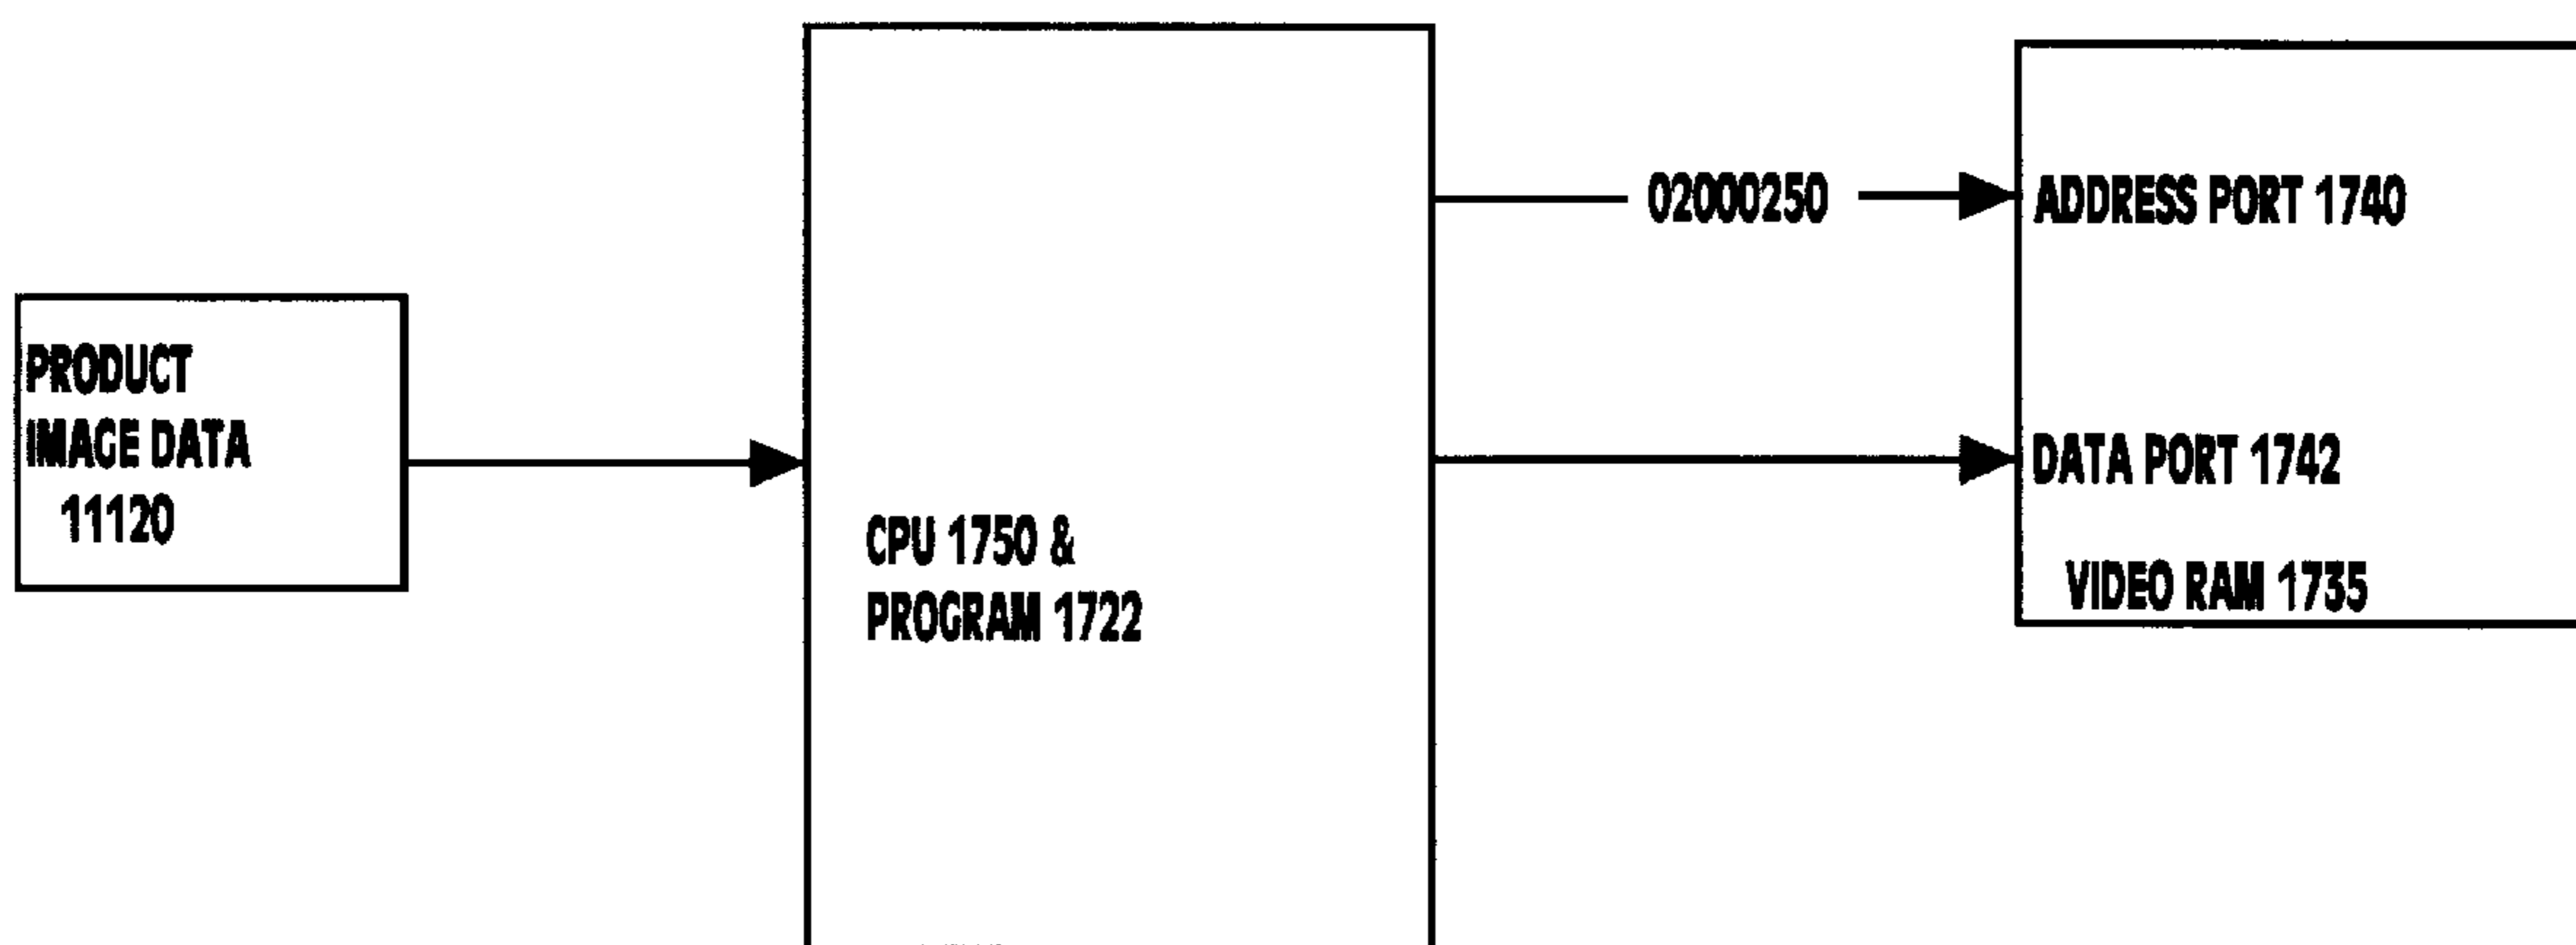 PRODUCT
IMAGE DATA
11120
CPU 1750 &
PROGRAM 1722
02000250
ADDRESS PORT 1740
DATA PORT 1742
VIDEO RAM 1735